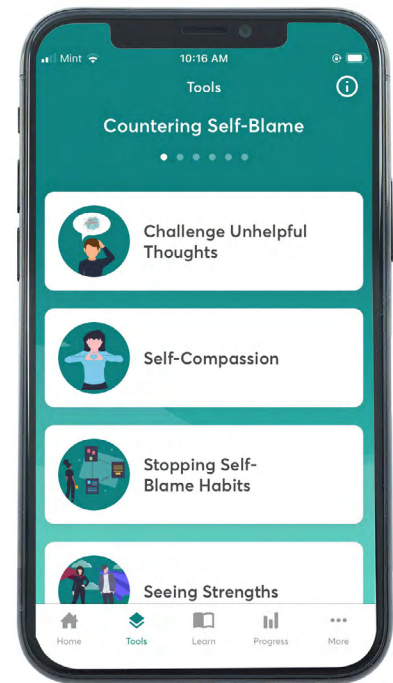 Mint
10:16 AM
Tools
Countering Self-Blame
Challenge Unhelpful
Thoughts
Self-Compassion
Stopping Self-
Blame Habits
Seeing Strengths
Home
Tools
Learn
Progress
More